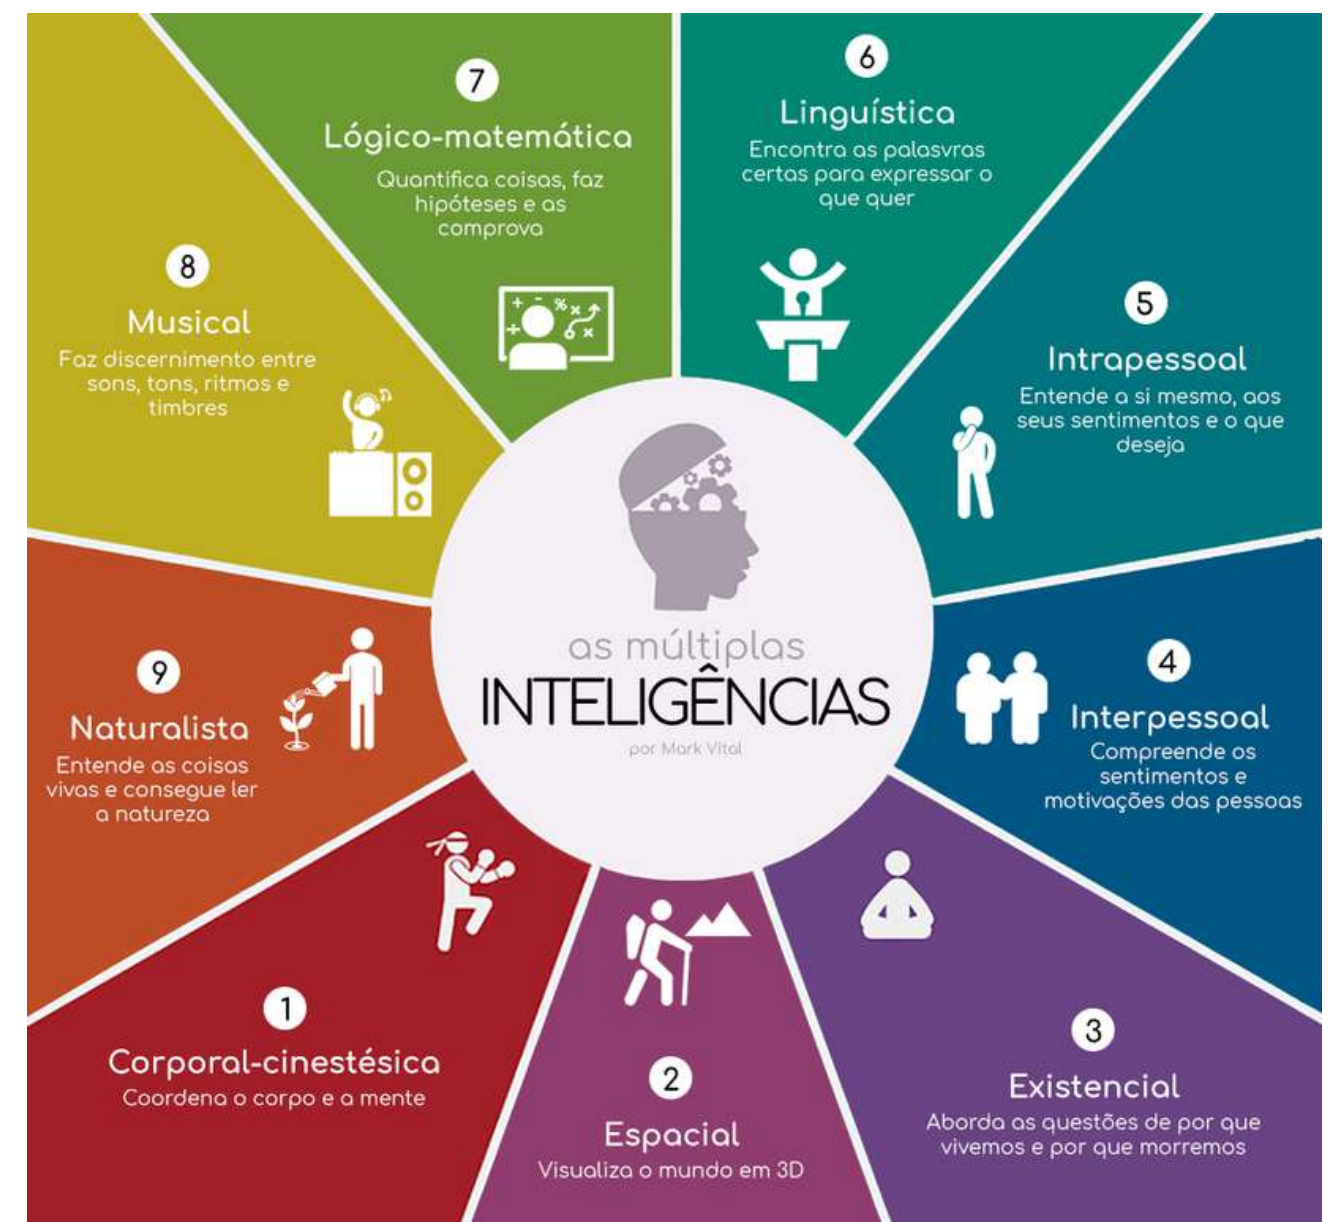 as múltiplas
INTELIGÊNCIAS
por Mark Vital
1
Corporal-cinestésica
Coordena o corpo e a mente
2
Espacial
Visualiza o mundo em 3D
3
Existencial
Aborda as questões de por que
vivemos e por que morremos
4
Interpessoal
Compreende os
sentimentos e
motivações das pessoas
5
Intrapessoal
Entende a si mesmo, aos
seus sentimentos e o que
deseja
6
Linguística
Encontra as palasvras
certas para expressar o
que quer
7
Lógico-matemática
Quantifica coisas, faz
hipóteses e as
comprova
8
Musical
Faz discernimento entre
sons, tons, ritmos e
timbres
9
Naturalista
Entende as coisas
vivas e consegue ler
a natureza